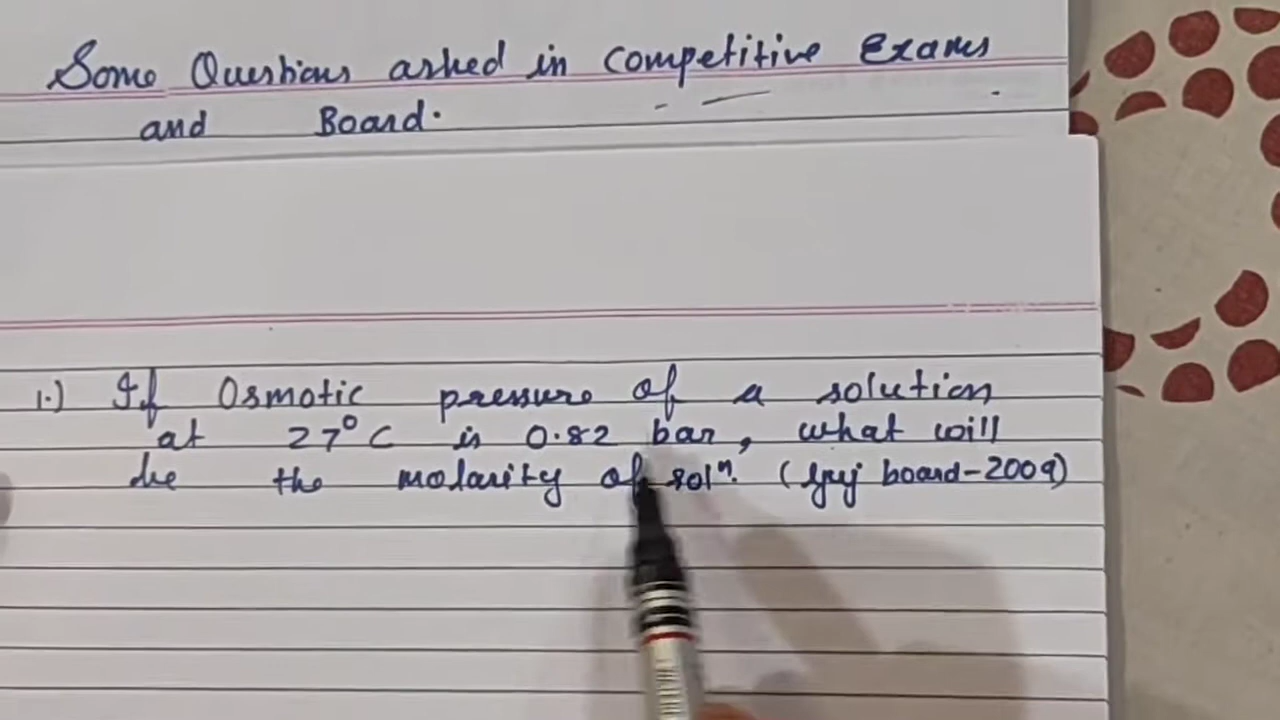 Some Questions asked in competitive Exams
and Board.
1.) If Osmotic pressure of a solution
at 27°C is 0.82 bar, what will
be the molarity of solⁿ. (Guj board-2009)